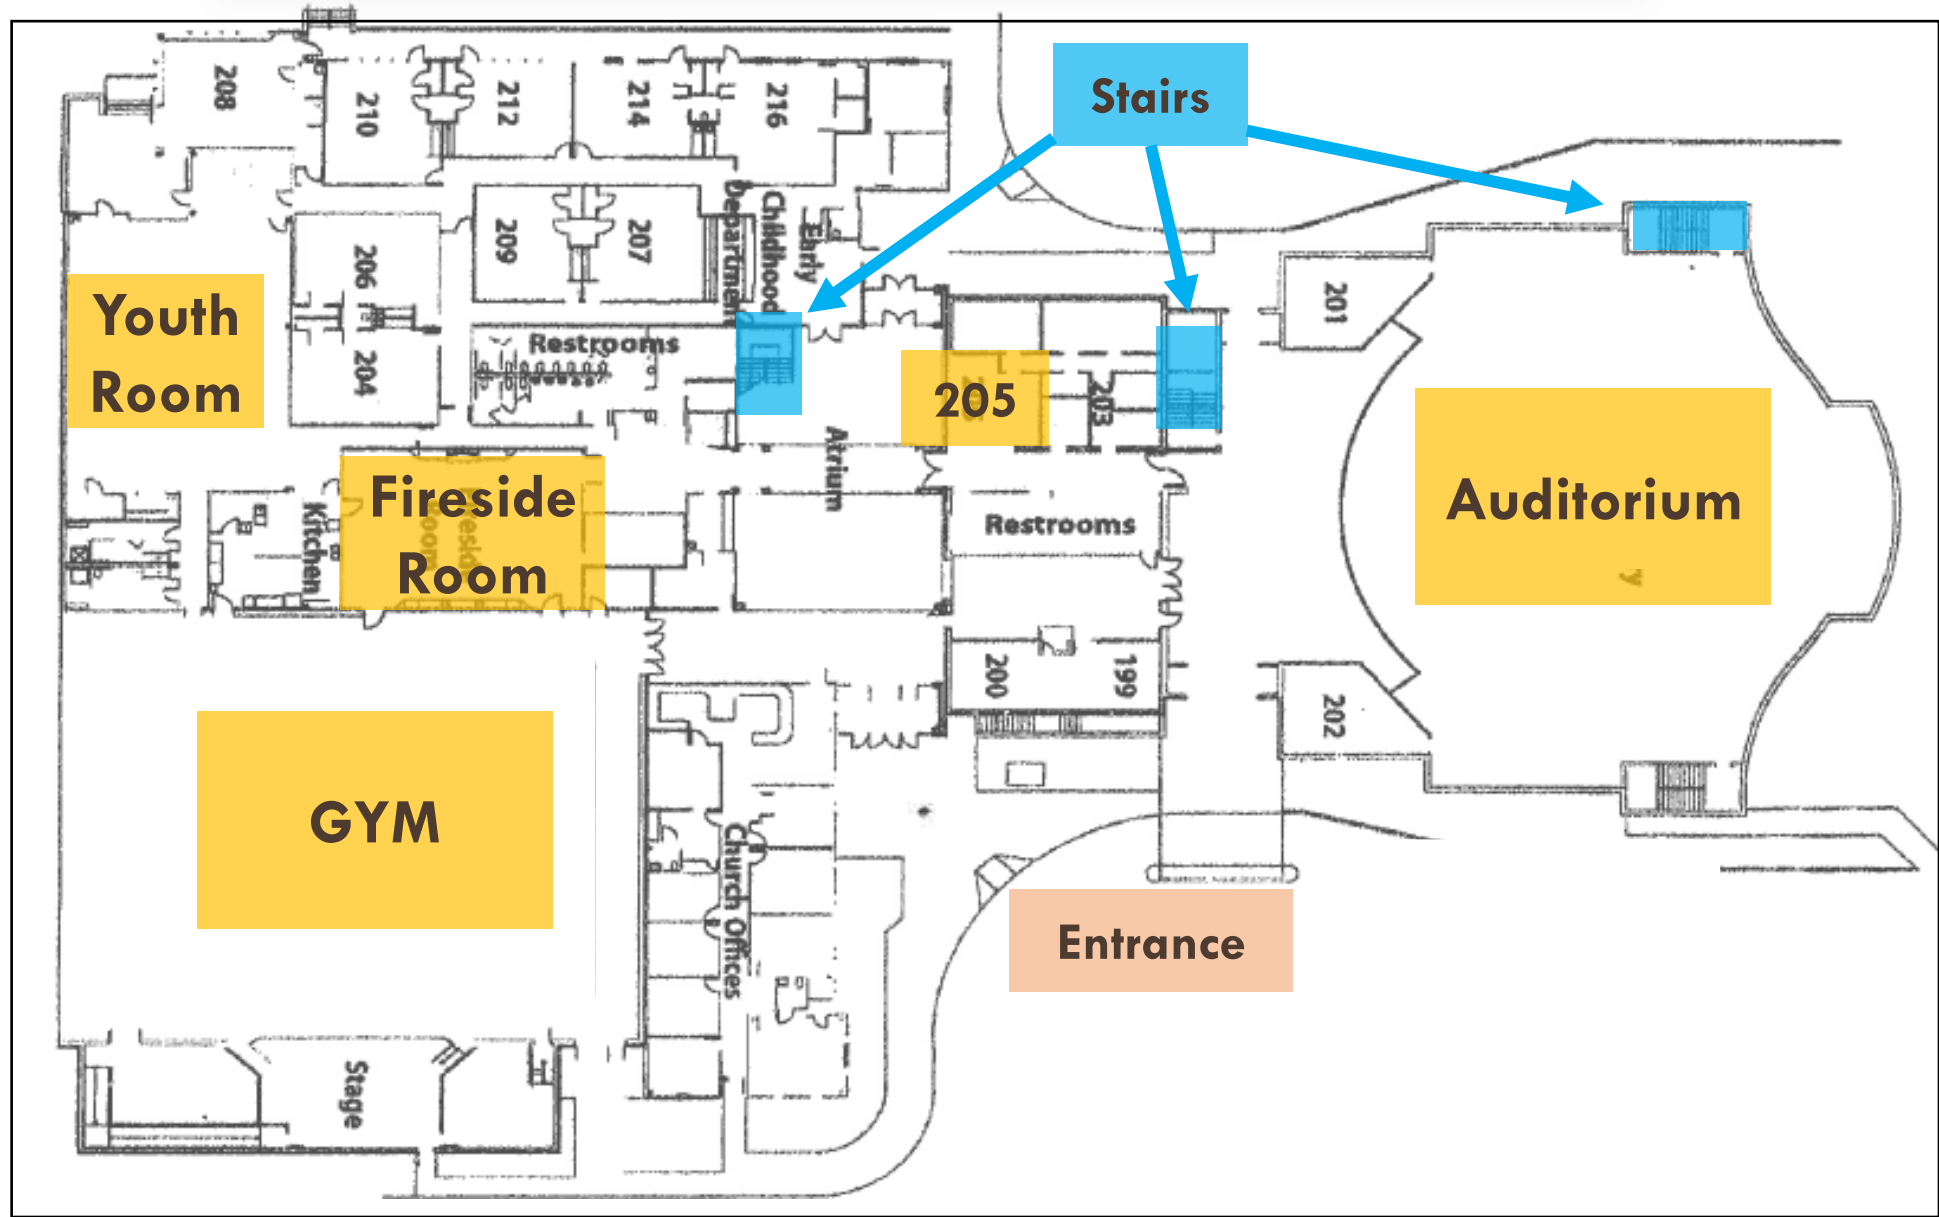 Stairs
208
210
212
214
216
Early
Childhood
Department
209
207
206
204
Restrooms
201
Youth
Room
205
203
Auditorium
y
Atrium
Fireside
Room
Kitchen
Restrooms
200
199
202
GYM
Church Offices
Entrance
Stage